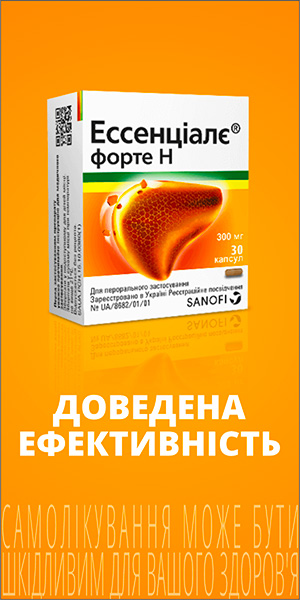 Ессенціалє®
форте Н
300 мг
30
капсул
Для перорального застосування
Зареєстровано в Україні Реєстраційне посвідчення
№ UA/8682/01/01
SANOFI
ДОВЕДЕНА
ЕФЕКТИВНІСТЬ
САМОЛІКУВАННЯ МОЖЕ БУТИ
ШКІДЛИВИМ ДЛЯ ВАШОГО ЗДОРОВ'Я